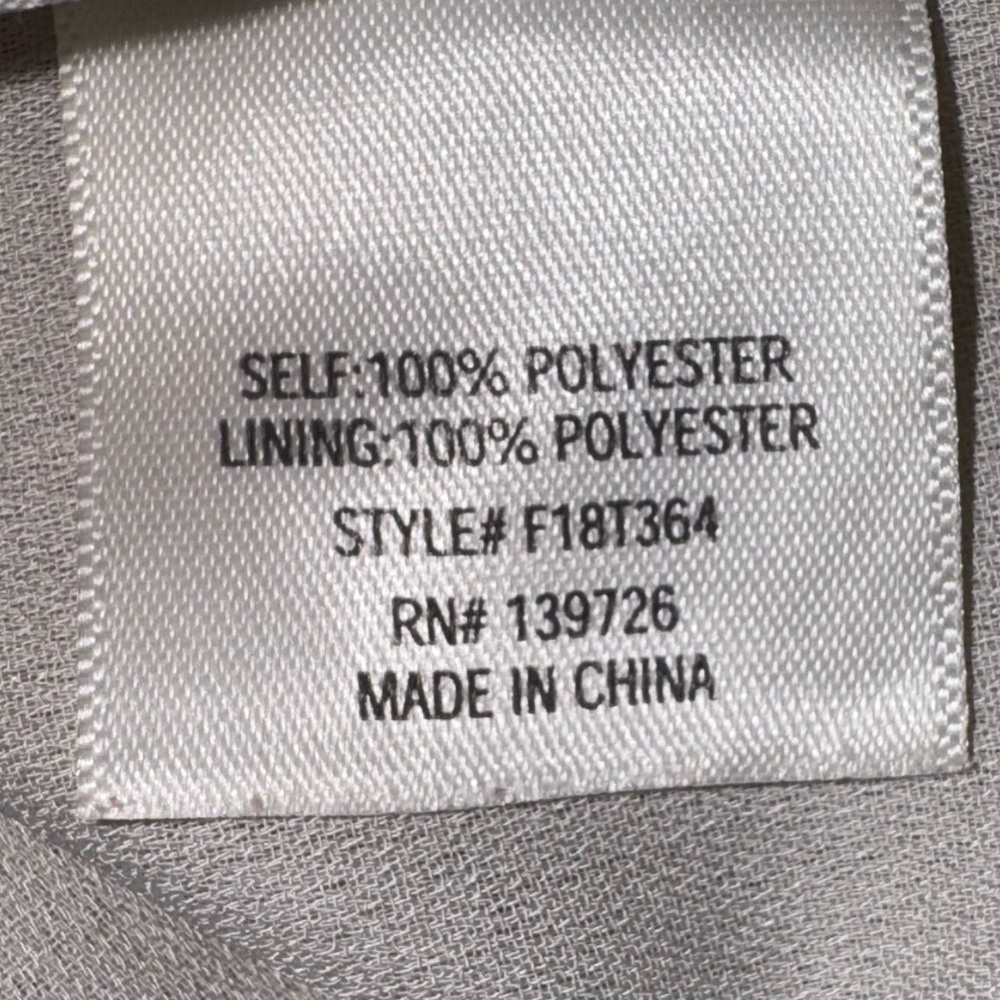 SELF:100% POLYESTER
LINING:100% POLYESTER
STYLE# F18T364
RN# 139726
MADE IN CHINA